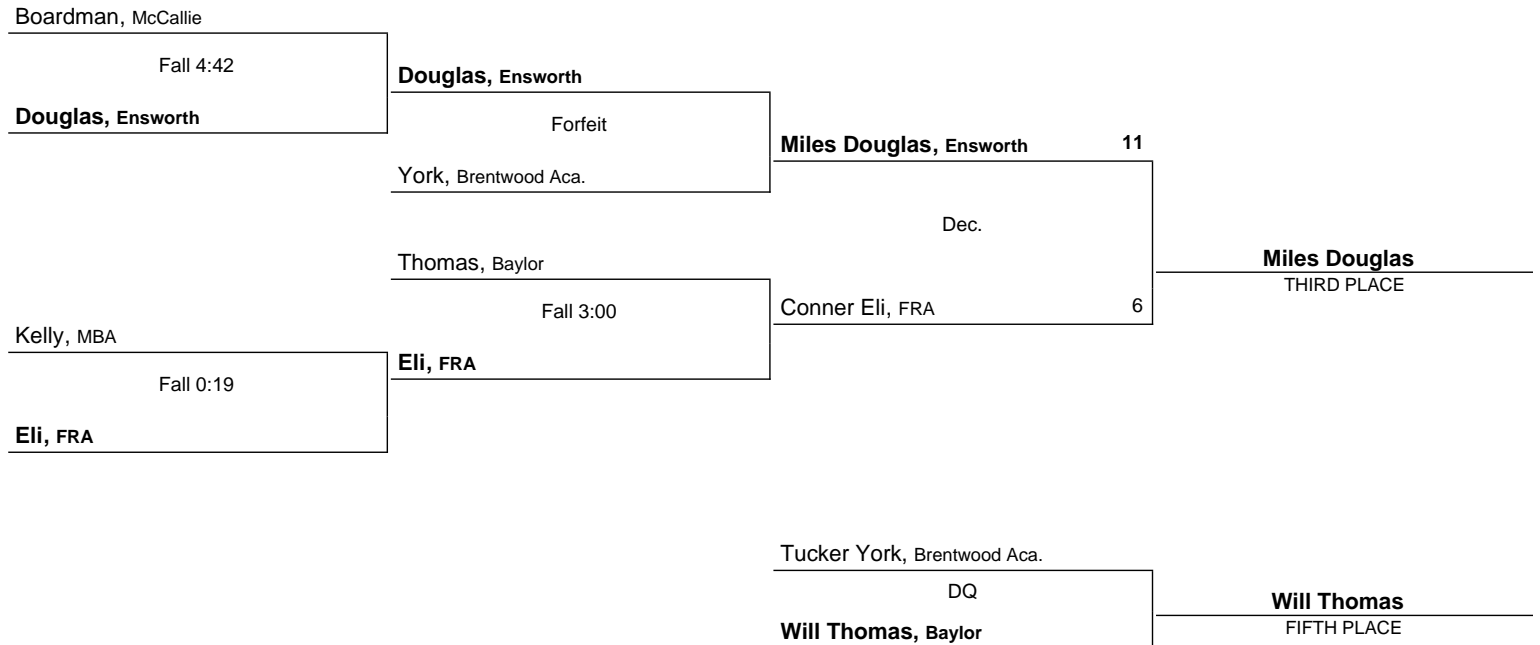 Boardman, McCallie
Fall 4:42
Douglas, Ensworth
Douglas, Ensworth
Forfeit
York, Brentwood Aca.
Miles Douglas, Ensworth 11
Dec.
Conner Eli, FRA 6
Thomas, Baylor
Fall 3:00
Eli, FRA
Kelly, MBA
Fall 0:19
Eli, FRA
Miles Douglas
THIRD PLACE
Tucker York, Brentwood Aca.
DQ
Will Thomas, Baylor
Will Thomas
FIFTH PLACE